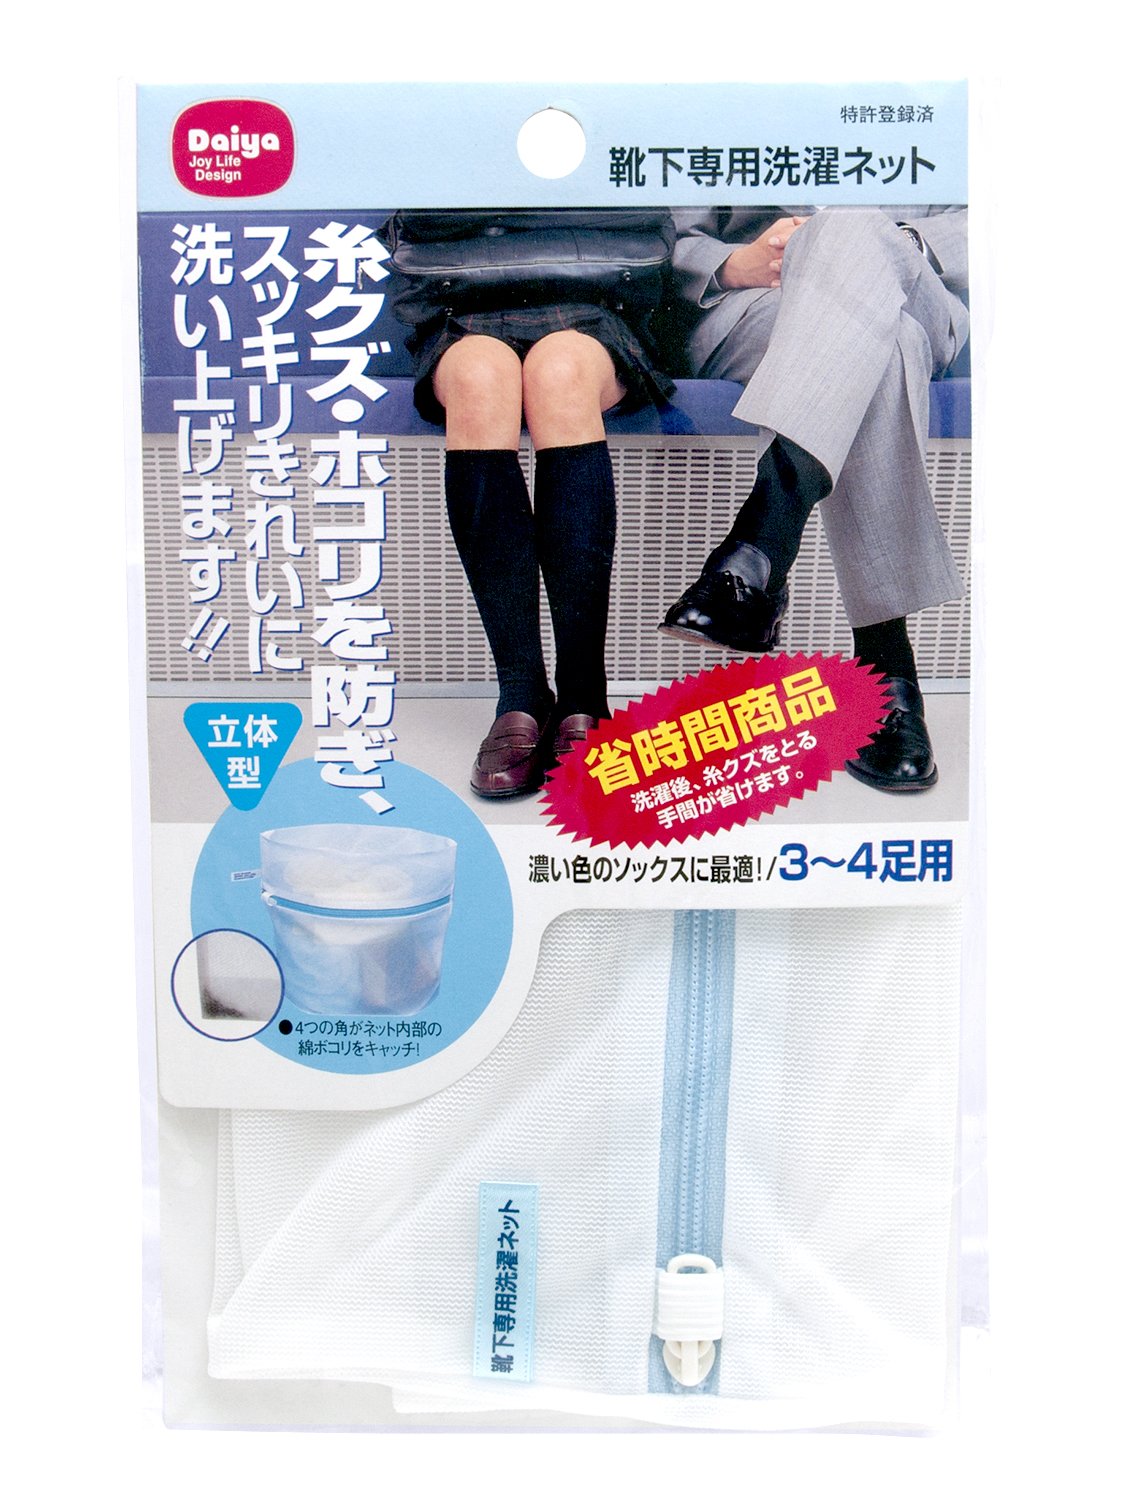 Daiya
Joy Life
Design
特許登録済
靴下専用洗濯ネット
糸クズ・ホコリを防ぎ、
スッキリきれいに
洗い上げます!!
立体
型
省時間商品
洗濯後、糸クズをとる
手間が省けます。
濃い色のソックスに最適!/3〜4足用
●4つの角がネット内部の
綿ボコリをキャッチ!
靴下専用洗濯ネット